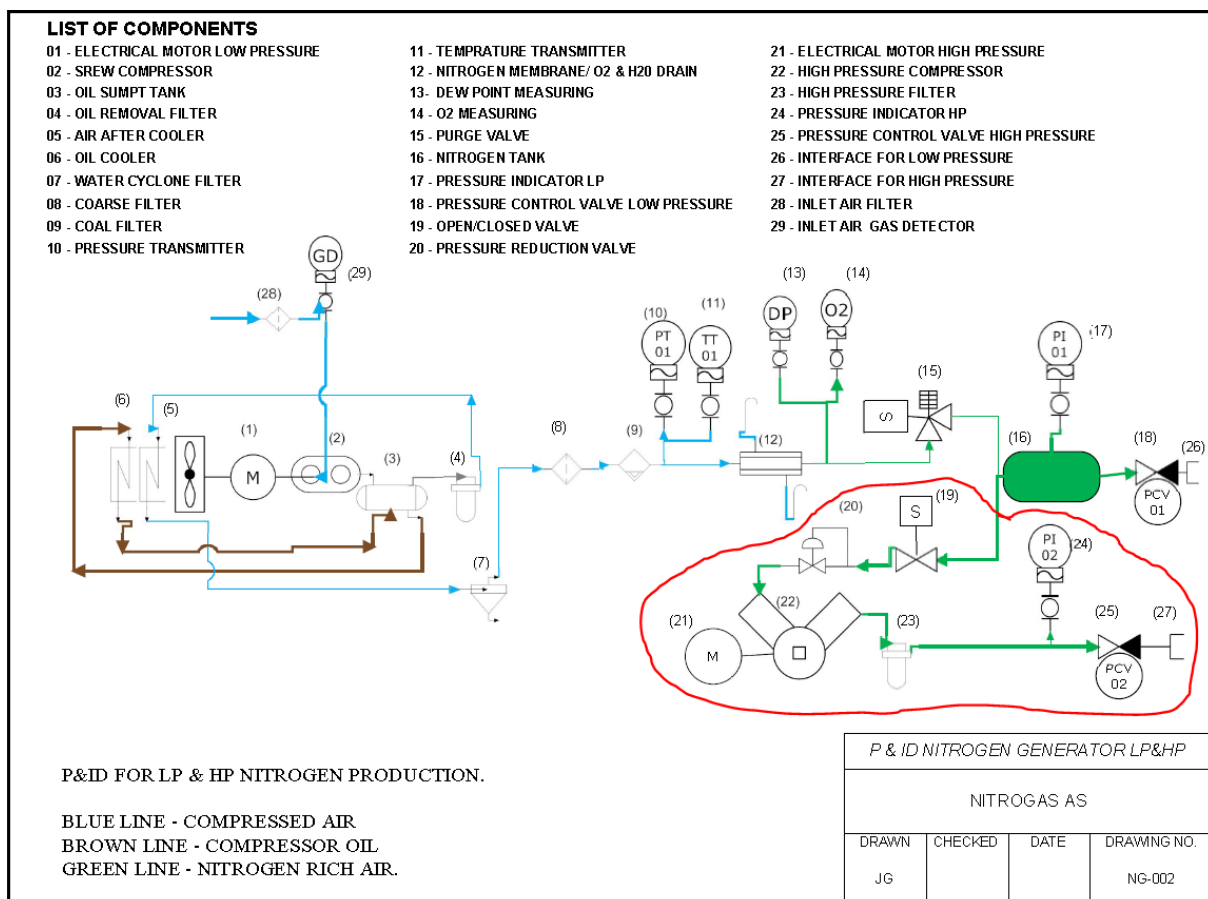 LIST OF COMPONENTS
01 - ELECTRICAL MOTOR LOW PRESSURE
02 - SREW COMPRESSOR
03 - OIL SUMPT TANK
04 - OIL REMOVAL FILTER
05 - AIR AFTER COOLER
06 - OIL COOLER
07 - WATER CYCLONE FILTER
08 - COARSE FILTER
09 - COAL FILTER
10 - PRESSURE TRANSMITTER
11 - TEMPRATURE TRANSMITTER
12 - NITROGEN MEMBRANE/ O2 & H20 DRAIN
13- DEW POINT MEASURING
14 - O2 MEASURING
15 - PURGE VALVE
16 - NITROGEN TANK
17 - PRESSURE INDICATOR LP
18 - PRESSURE CONTROL VALVE LOW PRESSURE
19 - OPEN/CLOSED VALVE
20 - PRESSURE REDUCTION VALVE
21 - ELECTRICAL MOTOR HIGH PRESSURE
22 - HIGH PRESSURE COMPRESSOR
23 - HIGH PRESSURE FILTER
24 - PRESSURE INDICATOR HP
25 - PRESSURE CONTROL VALVE HIGH PRESSURE
26 - INTERFACE FOR LOW PRESSURE
27 - INTERFACE FOR HIGH PRESSURE
28 - INLET AIR FILTER
29 - INLET AIR GAS DETECTOR
GD
(29)
(28)
(13)
(14)
DP
O2
(10)
(11)
PT
01
TT
01
PI
01
(17)
(15)
S
(6)
(5)
(1)
(2)
(3)
(4)
M
(8)
(9)
(12)
(16)
(18)
(26)
PCV
01
(7)
(20)
(19)
S
PI
02
(24)
(21)
M
(22)
(23)
(25)
(27)
PCV
02
P&ID FOR LP & HP NITROGEN PRODUCTION.
BLUE LINE - COMPRESSED AIR
BROWN LINE - COMPRESSOR OIL
GREEN LINE - NITROGEN RICH AIR.
P & ID NITROGEN GENERATOR LP&HP
NITROGAS AS
DRAWN CHECKED DATE DRAWING NO.
JG NG-002